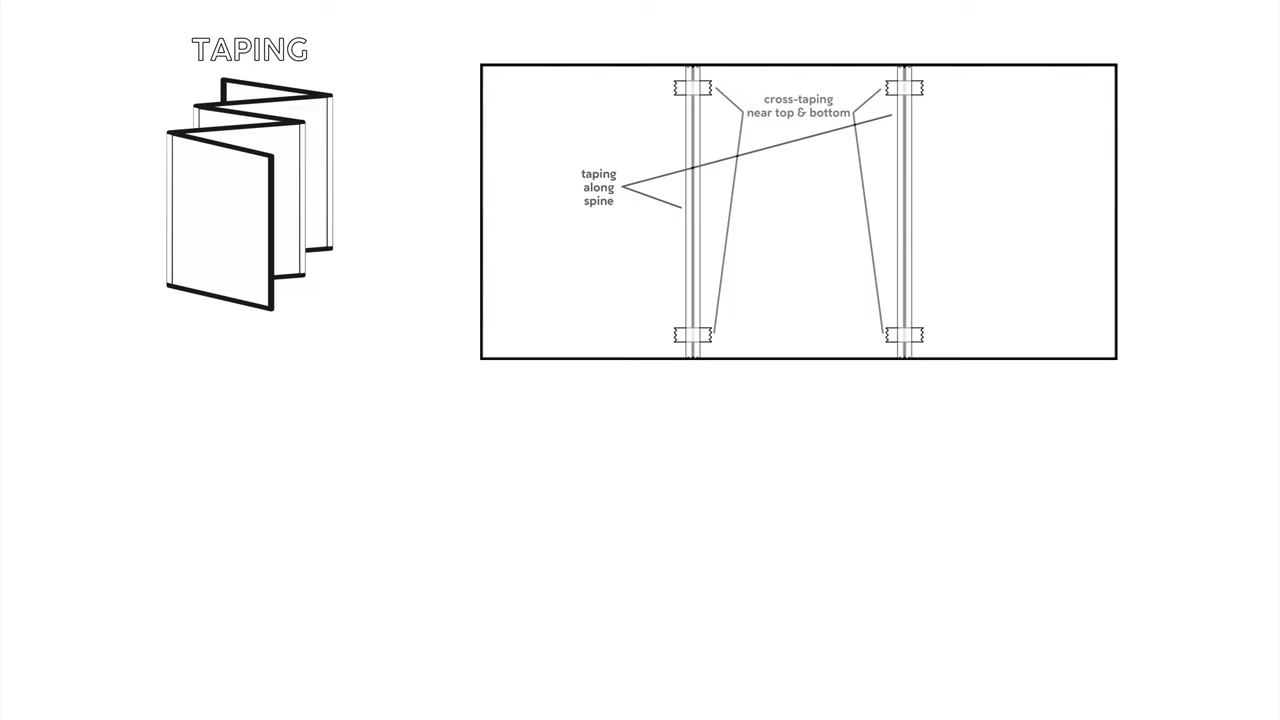 TAPING
cross-taping
near top & bottom
taping
along
spine